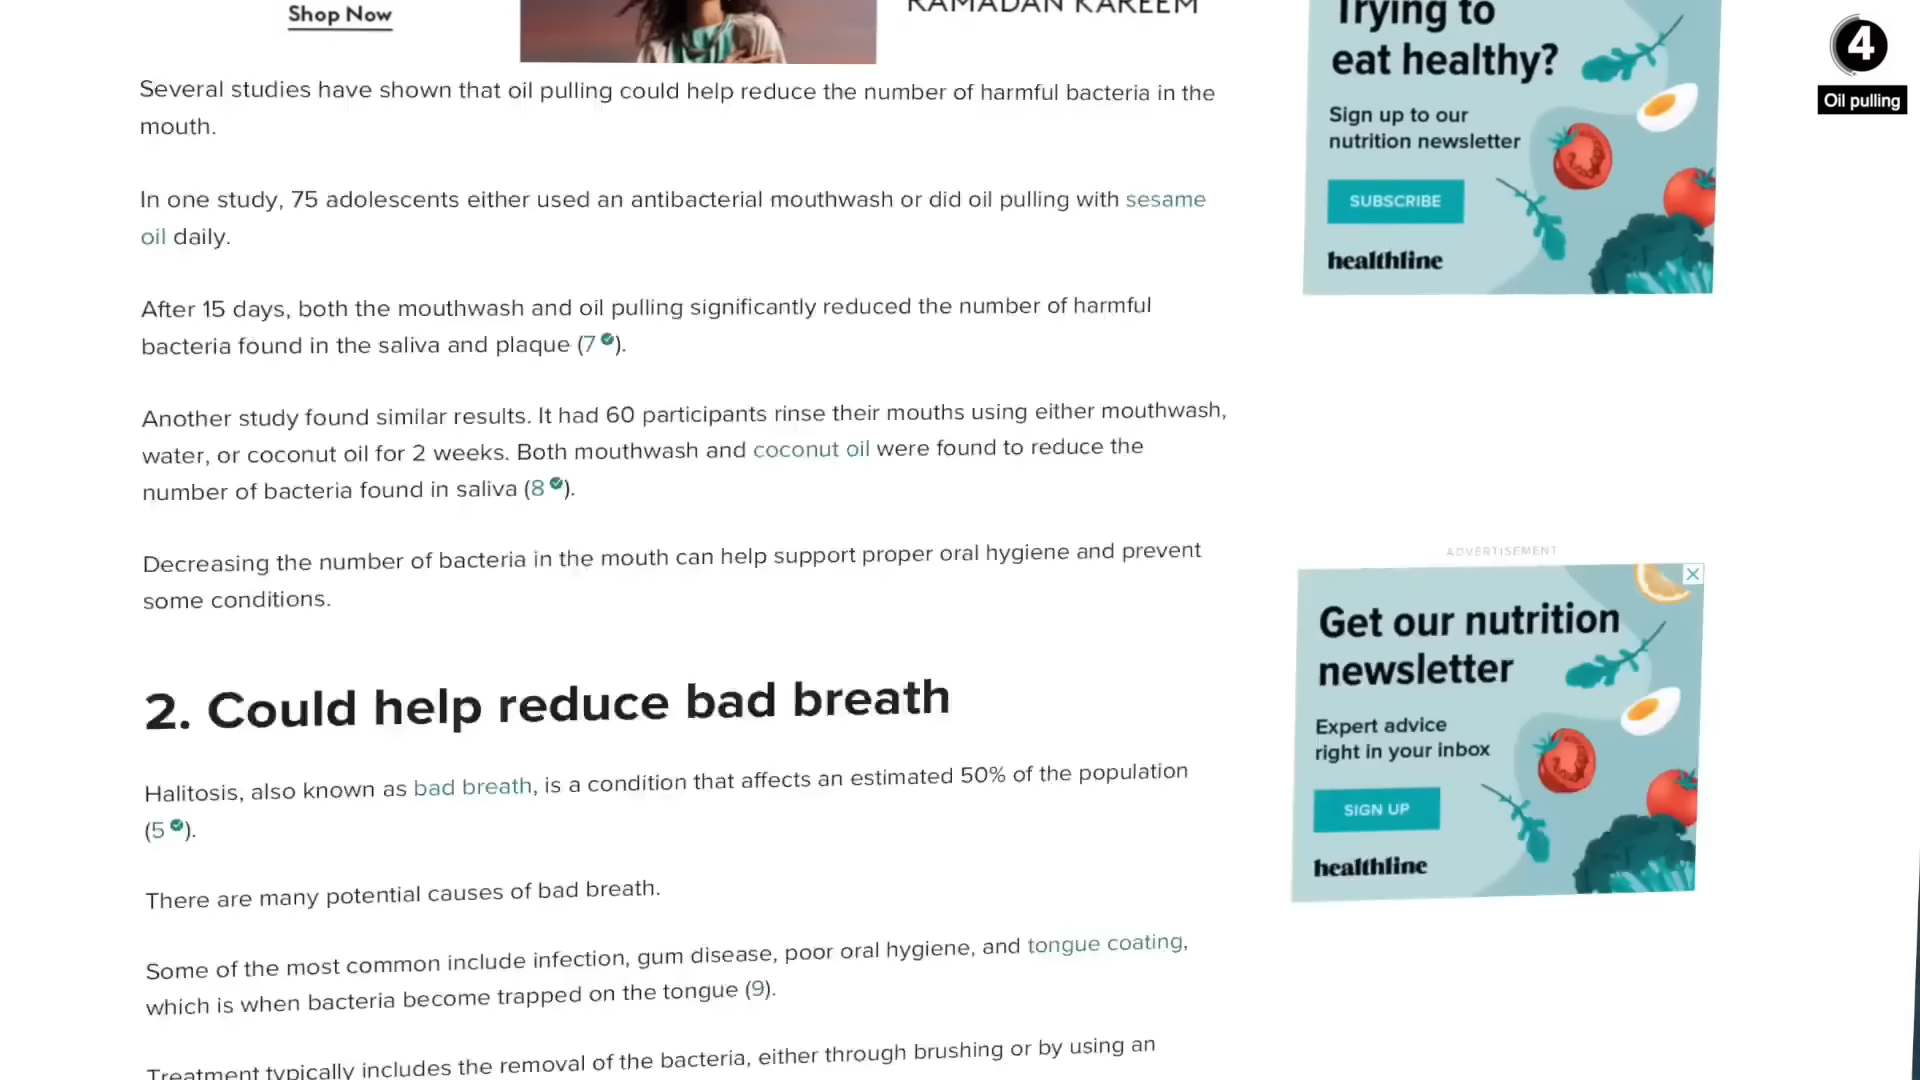 Shop Now
RAMADAN KAREEM
Several studies have shown that oil pulling could help reduce the number of harmful bacteria in the
mouth.
In one study, 75 adolescents either used an antibacterial mouthwash or did oil pulling with sesame
oil daily.
After 15 days, both the mouthwash and oil pulling significantly reduced the number of harmful
bacteria found in the saliva and plaque (7).
Another study found similar results. It had 60 participants rinse their mouths using either mouthwash,
water, or coconut oil for 2 weeks. Both mouthwash and coconut oil were found to reduce the
number of bacteria found in saliva (8).
Decreasing the number of bacteria in the mouth can help support proper oral hygiene and prevent
some conditions.
2. Could help reduce bad breath
Halitosis, also known as bad breath, is a condition that affects an estimated 50% of the population
(5).
There are many potential causes of bad breath.
Some of the most common include infection, gum disease, poor oral hygiene, and tongue coating,
which is when bacteria become trapped on the tongue (9).
Treatment typically includes the removal of the bacteria, either through brushing or by using an
Trying to
eat healthy?
Sign up to our
nutrition newsletter
SUBSCRIBE
healthline
ADVERTISEMENT
Get our nutrition
newsletter
Expert advice
right in your inbox
SIGN UP
healthline
4
Oil pulling